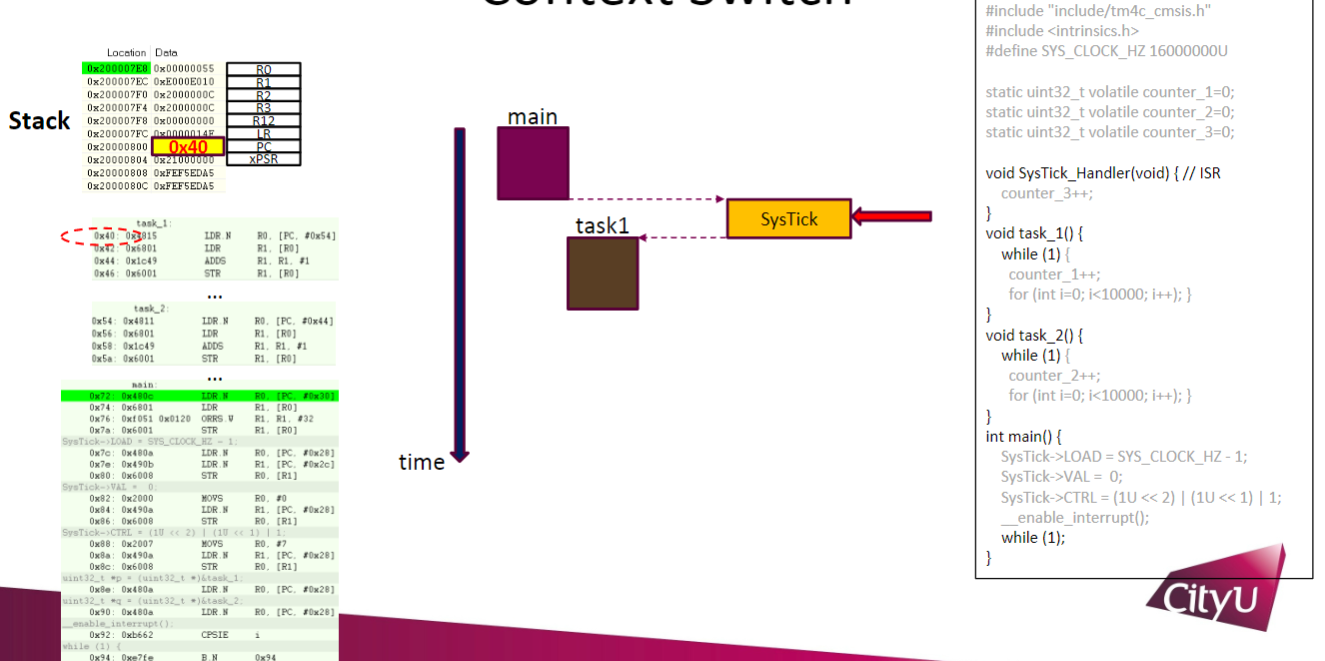 Context Switch
Location Data
0x200007E8 0x00000055 R0
0x200007EC 0xE000E010 R1
0x200007F0 0x2000000C R2
0x200007F4 0x2000000C R3
0x200007F8 0x00000000 R12
0x200007FC 0x0000014F LR
0x20000800 0x40 PC
0x20000804 0x21000000 xPSR
0x20000808 0xFEF5EDA5
0x2000080C 0xFEF5EDA5
Stack
task_1:
0x40: 0x4815 LDR.N R0, [PC, #0x54]
0x42: 0x6801 LDR R1, [R0]
0x44: 0x1c49 ADDS R1, R1, #1
0x46: 0x6001 STR R1, [R0]
...
task_2:
0x54: 0x4811 LDR.N R0, [PC, #0x44]
0x56: 0x6801 LDR R1, [R0]
0x58: 0x1c49 ADDS R1, R1, #1
0x5a: 0x6001 STR R1, [R0]
...
main:
0x72: 0x480c LDR.N R0, [PC, #0x30]
0x74: 0x6801 LDR R1, [R0]
0x76: 0xf051 0x0120 ORRS.W R1, R1, #32
0x7a: 0x6001 STR R1, [R0]
SysTick->LOAD = SYS_CLOCK_HZ - 1;
0x7c: 0x480a LDR.N R0, [PC, #0x28]
0x7e: 0x490b LDR.N R1, [PC, #0x2c]
0x80: 0x6008 STR R0, [R1]
SysTick->VAL = 0;
0x82: 0x2000 MOVS R0, #0
0x84: 0x490a LDR.N R1, [PC, #0x28]
0x86: 0x6008 STR R0, [R1]
SysTick->CTRL = (1U << 2) | (1U << 1) | 1;
0x88: 0x2007 MOVS R0, #7
0x8a: 0x490a LDR.N R1, [PC, #0x28]
0x8c: 0x6008 STR R0, [R1]
uint32_t *p = (uint32_t *)&task_1;
0x8e: 0x480a LDR.N R0, [PC, #0x28]
uint32_t *q = (uint32_t *)&task_2;
0x90: 0x480a LDR.N R0, [PC, #0x28]
__enable_interrupt();
0x92: 0xb662 CPSIE i
while (1) {
0x94: 0xe7fe B.N 0x94
main
SysTick
task1
time
#include "include/tm4c_cmsis.h"
#include <intrinsics.h>
#define SYS_CLOCK_HZ 16000000U
static uint32_t volatile counter_1=0;
static uint32_t volatile counter_2=0;
static uint32_t volatile counter_3=0;
void SysTick_Handler(void) { // ISR
counter_3++;
}
void task_1() {
while (1) {
counter_1++;
for (int i=0; i<10000; i++); }
}
void task_2() {
while (1) {
counter_2++;
for (int i=0; i<10000; i++); }
}
int main() {
SysTick->LOAD = SYS_CLOCK_HZ - 1;
SysTick->VAL = 0;
SysTick->CTRL = (1U << 2) | (1U << 1) | 1;
__enable_interrupt();
while (1);
}
CityU